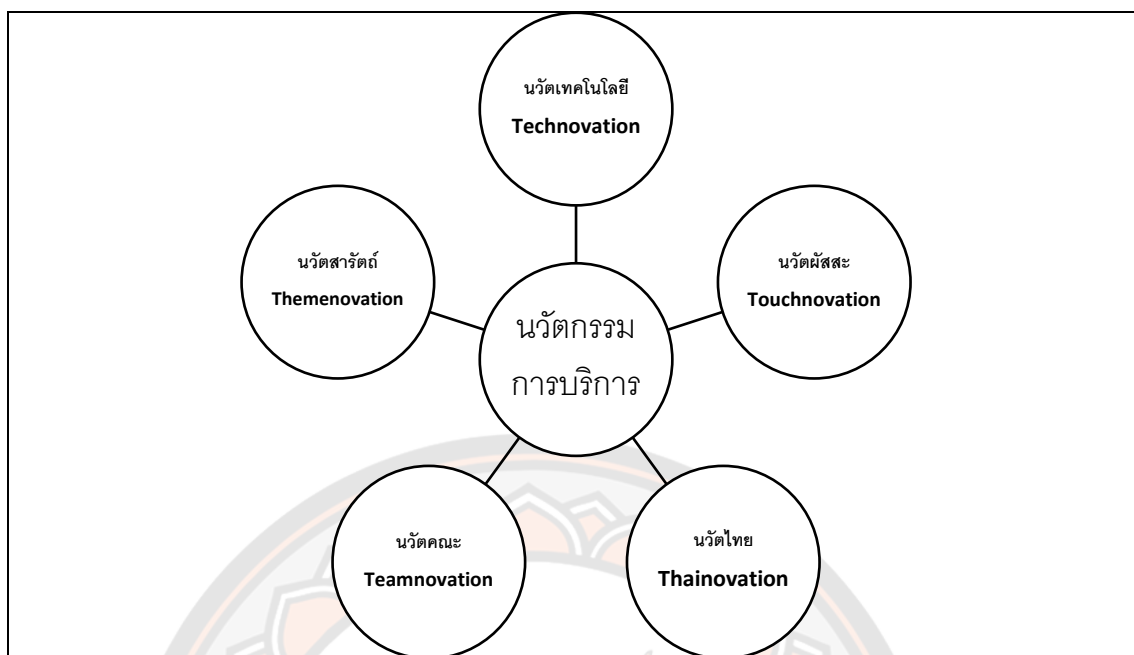 นวัตเทคโนโลยี
Technovation
นวัตสารัตถ์
Themenovation
นวัตผัสสะ
Touchnovation
นวัตกรรม
การบริการ
นวัตคณะ
Teamnovation
นวัตไทย
Thainovation